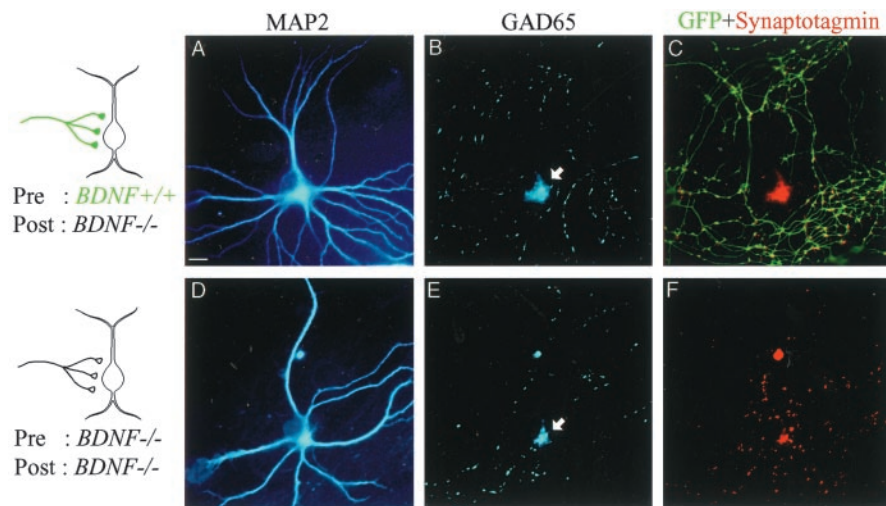 MAP2 GAD65 GFP+Synaptotagmin
A B C
Pre : BDNF+/+
Post : BDNF-/-
D E F
Pre : BDNF-/-
Post : BDNF-/-